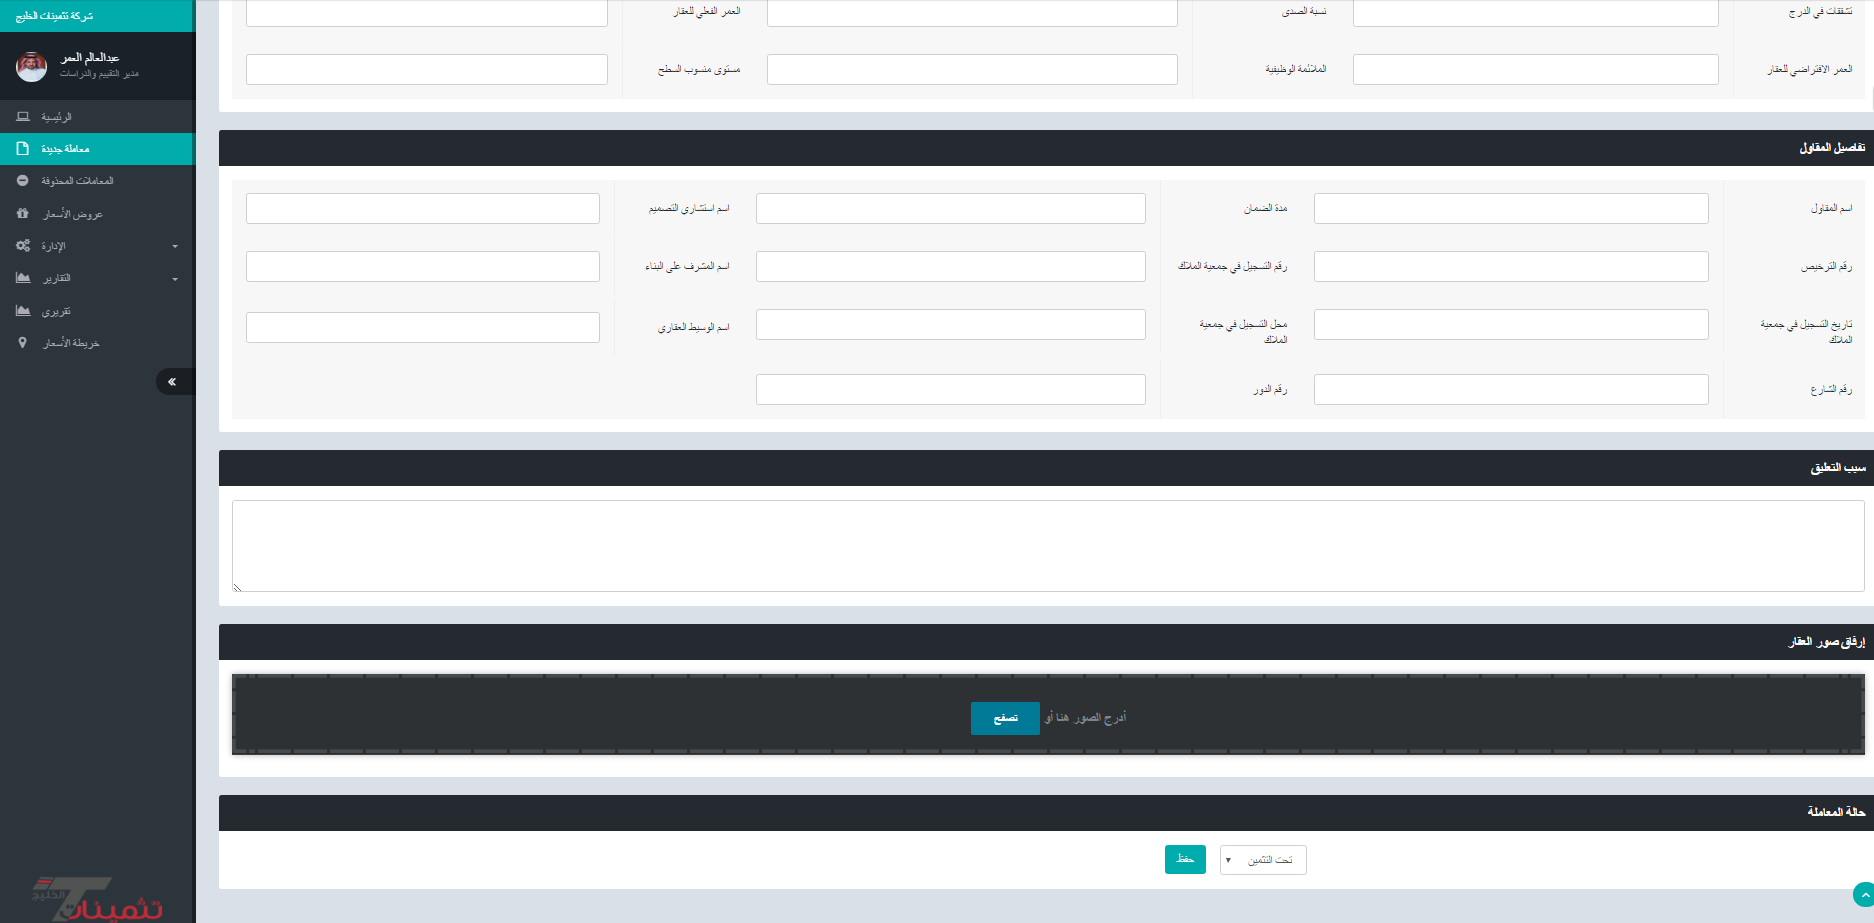 شركة تثمينات الخليج
عبدالعالم العمر
مدير التقييم والدراسات
الرئيسية
معاملة جديدة
المعاملات المحذوفة
عروض الأسعار
الإدارة
التقارير
تقريري
خريطة الأسعار
تشققات في الدرج
نسبة الصدى
العمر الفعلي للعقار
العمر الافتراضي للعقار
الملائمة الوظيفية
مستوى منسوب السطح
تفاصيل المقاول
اسم المقاول
مدة الضمان
اسم استشاري التصميم
رقم الترخيص
رقم التسجيل في جمعية الملاك
اسم المشرف على البناء
تاريخ التسجيل في جمعية
الملاك
محل التسجيل في جمعية
الملاك
اسم الوسيط العقاري
رقم الشارع
رقم الدور
سبب التعليق
إرفاق صور العقار
أدرج الصور هنا أو
تصفح
حالة المعاملة
تحت التثمين
حفظ
الخليج
تثمينات